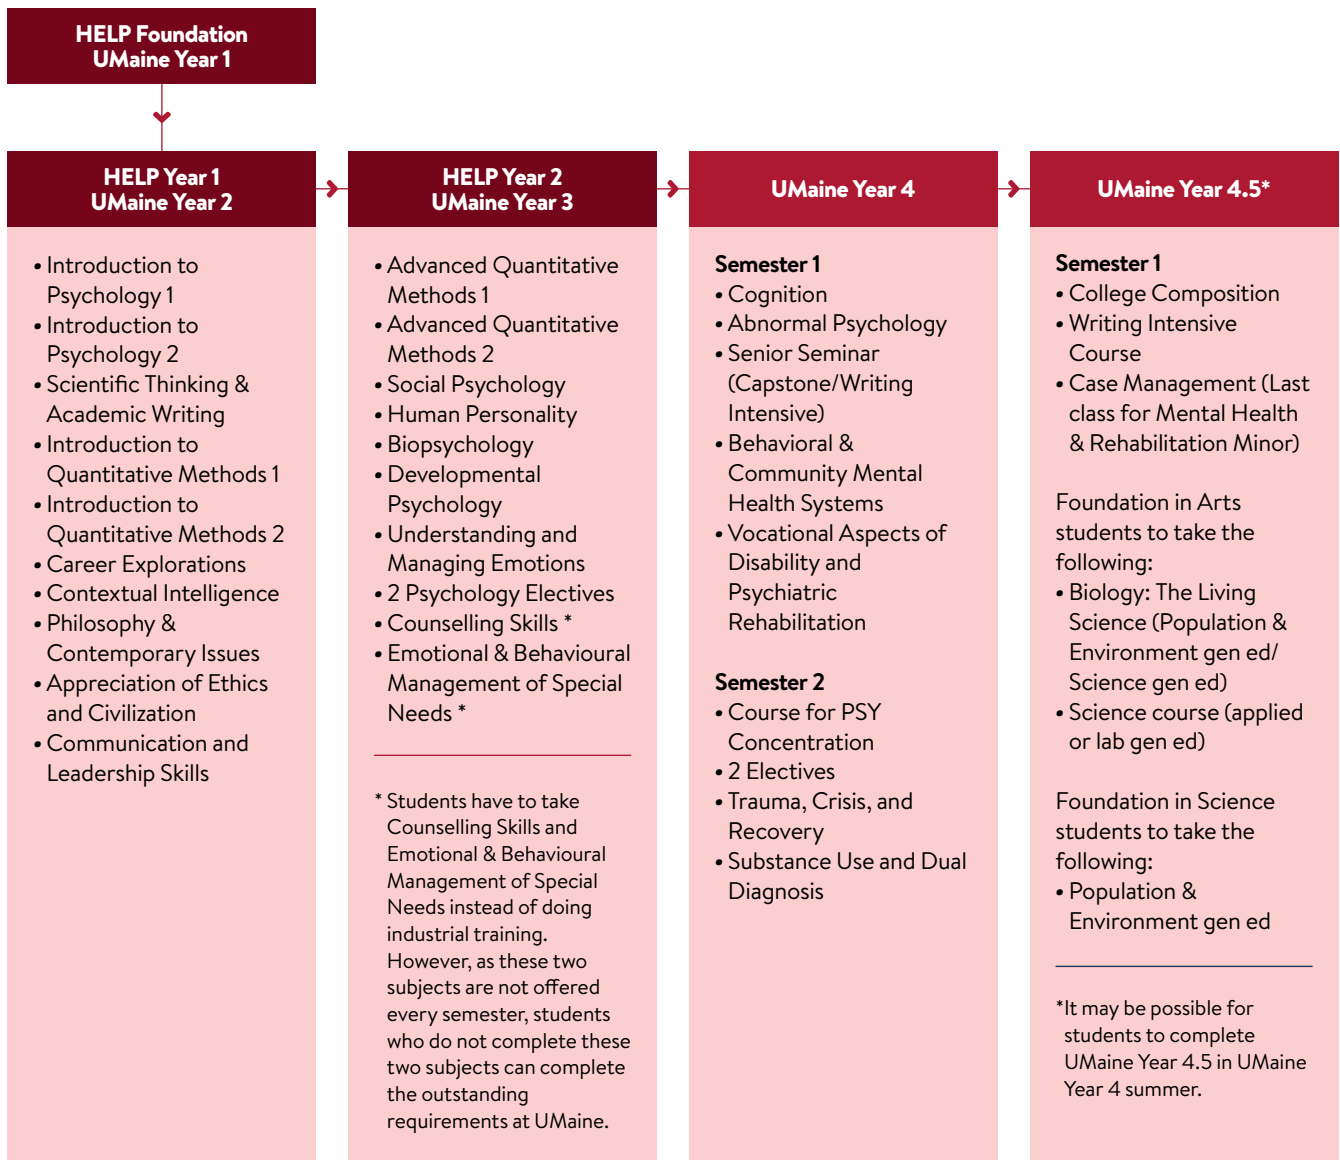 HELP Foundation
UMaine Year 1
HELP Year 1
UMaine Year 2
• Introduction to
Psychology 1
• Introduction to
Psychology 2
• Scientific Thinking &
Academic Writing
• Introduction to
Quantitative Methods 1
• Introduction to
Quantitative Methods 2
• Career Explorations
• Contextual Intelligence
• Philosophy &
Contemporary Issues
• Appreciation of Ethics
and Civilization
• Communication and
Leadership Skills
HELP Year 2
UMaine Year 3
• Advanced Quantitative
Methods 1
• Advanced Quantitative
Methods 2
• Social Psychology
• Human Personality
• Biopsychology
• Developmental
Psychology
• Understanding and
Managing Emotions
• 2 Psychology Electives
• Counselling Skills *
• Emotional & Behavioural
Management of Special
Needs *
* Students have to take
Counselling Skills and
Emotional & Behavioural
Management of Special
Needs instead of doing
industrial training.
However, as these two
subjects are not offered
every semester, students
who do not complete these
two subjects can complete
the outstanding
requirements at UMaine.
UMaine Year 4
Semester 1
• Cognition
• Abnormal Psychology
• Senior Seminar
(Capstone/Writing
Intensive)
• Behavioral &
Community Mental
Health Systems
• Vocational Aspects of
Disability and
Psychiatric
Rehabilitation
Semester 2
• Course for PSY
Concentration
• 2 Electives
• Trauma, Crisis, and
Recovery
• Substance Use and Dual
Diagnosis
UMaine Year 4.5*
Semester 1
• College Composition
• Writing Intensive
Course
• Case Management (Last
class for Mental Health
& Rehabilitation Minor)
Foundation in Arts
students to take the
following:
• Biology: The Living
Science (Population &
Environment gen ed/
Science gen ed)
• Science course (applied
or lab gen ed)
Foundation in Science
students to take the
following:
• Population &
Environment gen ed
*It may be possible for
students to complete
UMaine Year 4.5 in UMaine
Year 4 summer.